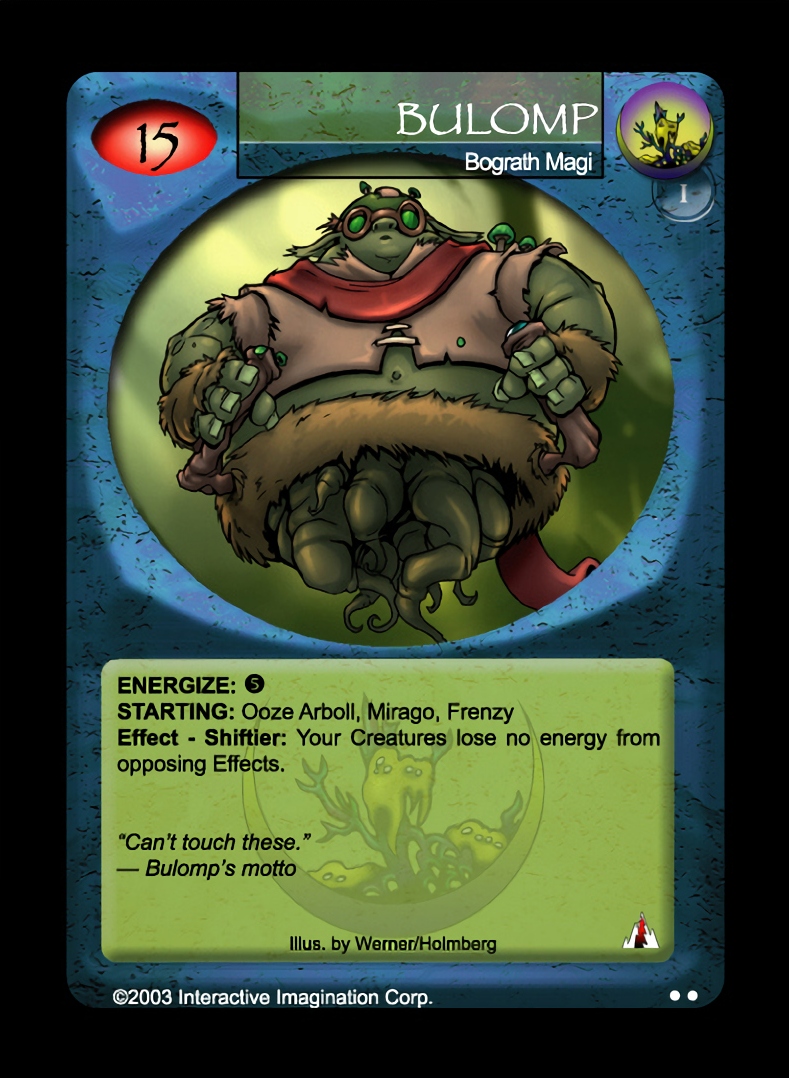 15
BULOMP
Bograth Magi
I
ENERGIZE: 5
STARTING: Ooze Arboll, Mirago, Frenzy
Effect - Shiftier: Your Creatures lose no energy from
opposing Effects.
“Can’t touch these.”
— Bulomp’s motto
Illus. by Werner/Holmberg
©2003 Interactive Imagination Corp.